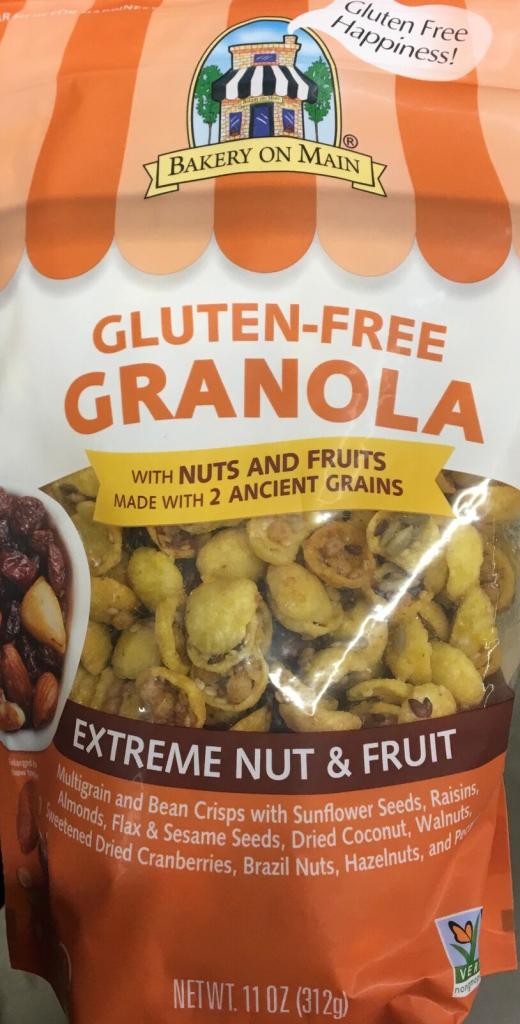 Gluten Free
Happiness!
BAKERY ON MAIN®
GLUTEN-FREE
GRANOLA
WITH NUTS AND FRUITS
MADE WITH 2 ANCIENT GRAINS
EXTREME NUT & FRUIT
Multigrain and Bean Crisps with Sunflower Seeds, Raisins,
Almonds, Flax & Sesame Seeds, Dried Coconut, Walnuts,
Sweetened Dried Cranberries, Brazil Nuts, Hazelnuts, and
NET WT. 11 OZ (312g)